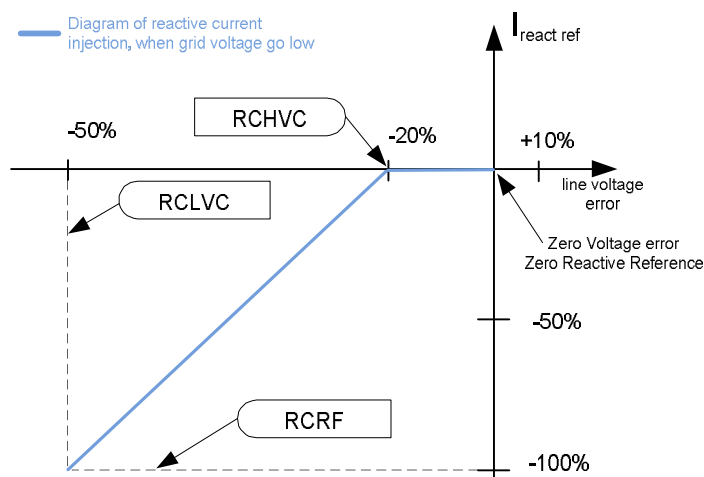 Diagram of reactive current
injection, when grid voltage go low
I react ref
-50%
RCHVC
-20%
+10%
line voltage
error
RCLVC
Zero Voltage error
Zero Reactive Reference
-50%
RCRF
-100%